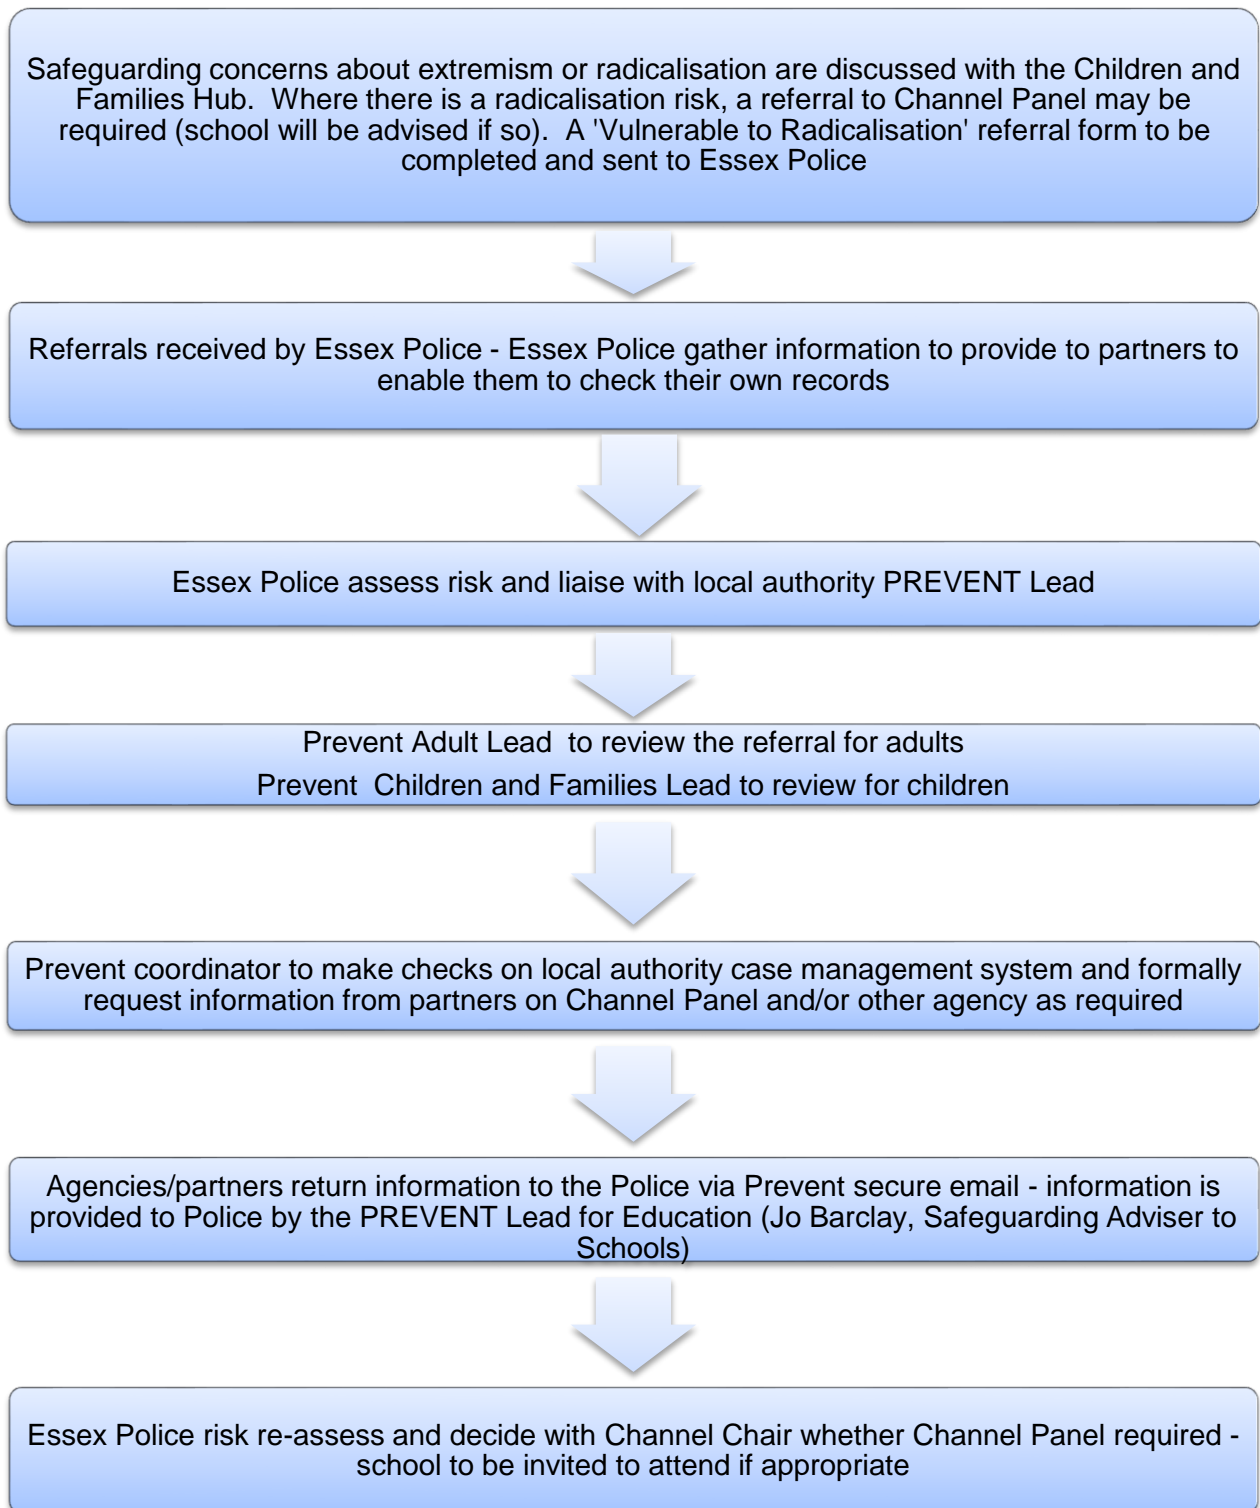 Safeguarding concerns about extremism or radicalisation are discussed with the Children and
Families Hub.  Where there is a radicalisation risk, a referral to Channel Panel may be
required (school will be advised if so).  A 'Vulnerable to Radicalisation' referral form to be
completed and sent to Essex Police
Referrals received by Essex Police - Essex Police gather information to provide to partners to
enable them to check their own records
Essex Police assess risk and liaise with local authority PREVENT Lead
Prevent Adult Lead  to review the referral for adults
Prevent  Children and Families Lead to review for children
Prevent coordinator to make checks on local authority case management system and formally
request information from partners on Channel Panel and/or other agency as required
Agencies/partners return information to the Police via Prevent secure email - information is
provided to Police by the PREVENT Lead for Education (Jo Barclay, Safeguarding Adviser to
Schools)
Essex Police risk re-assess and decide with Channel Chair whether Channel Panel required -
school to be invited to attend if appropriate